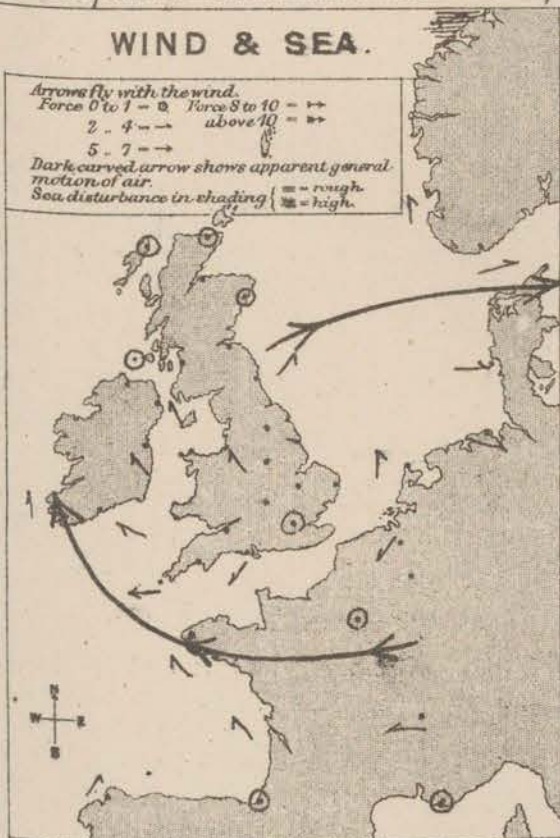 WIND & SEA.
Arrows fly with the wind.
Force 0 to 1 = Force 8 to 10 =
2 .. 4 = above 10 =
5 .. 7 =
Dark carved arrow shows apparent general
motion of air.
Sea disturbance in shading { = rough.
= high.
N
W E
S